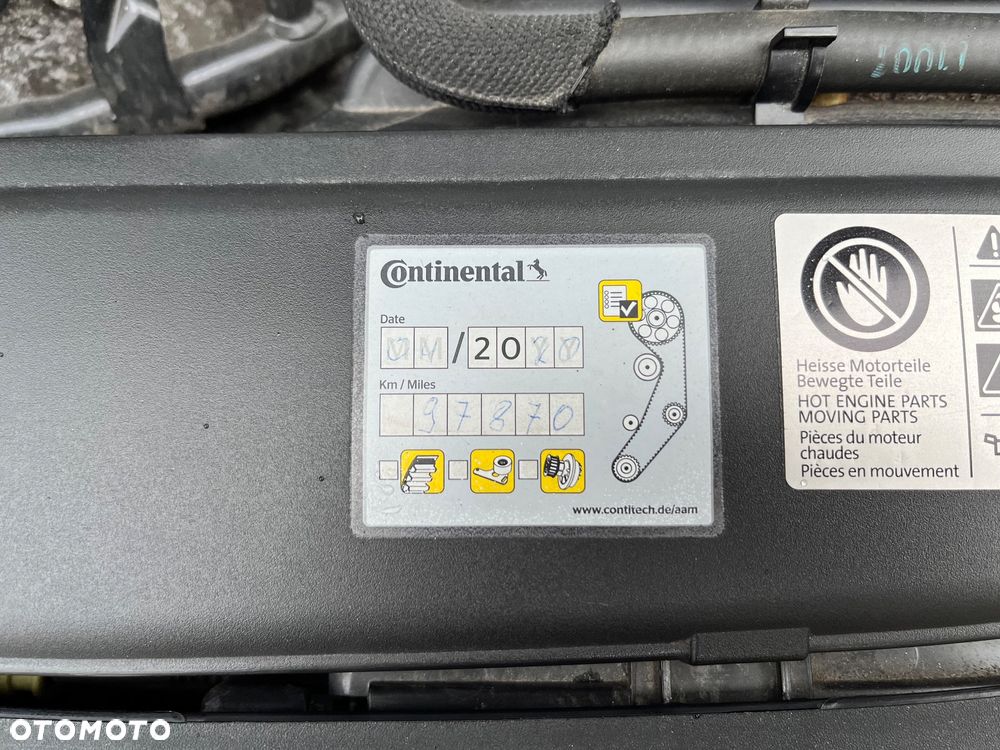 Continental
Date
/20
Km / Miles
97870
www.contitech.de/aam
Heisse Motorteile
Bewegte Teile
HOT ENGINE PARTS
MOVING PARTS
Pièces du moteur
chaudes
Pièces en mouvement
OTOMOTO